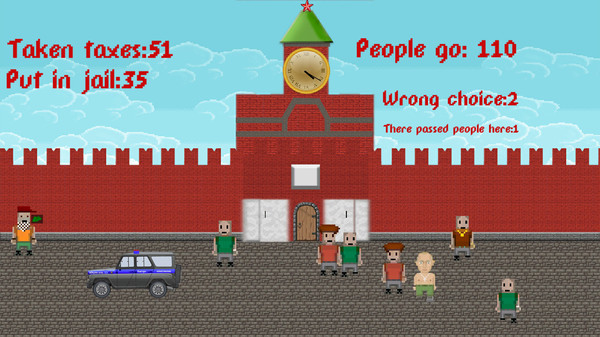 Taken taxes:51
People go: 110
Put in jail:35
Wrong choice:2
There passed people here:1